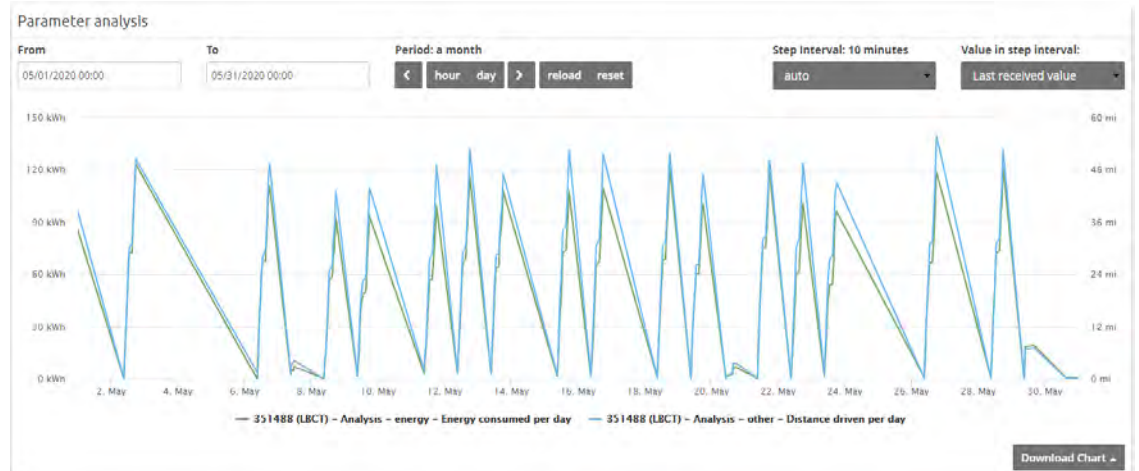 Parameter analysis
From To Period: a month Step Interval: 10 minutes Value in step interval:
05/01/2020 00:00 05/31/2020 00:00 < hour day > reload reset auto Last received value
150 kWh 60 mi
120 kWh 48 mi
90 kWh 36 mi
60 kWh 24 mi
30 kWh 12 mi
0 kWh 0 mi
2. May 4. May 6. May 8. May 10. May 12. May 14. May 16. May 18. May 20. May 22. May 24. May 26. May 28. May 30. May
351488 (LBCT) – Analysis – energy – Energy consumed per day 351488 (LBCT) – Analysis – other – Distance driven per day
Download Chart